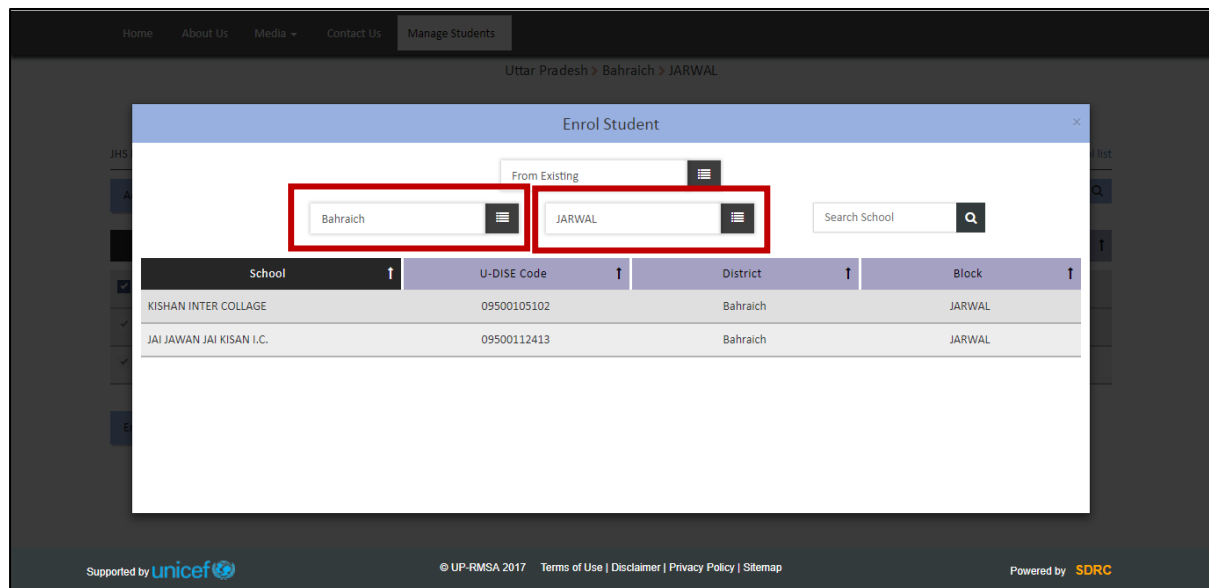 Home About Us Media Contact Us Manage Students
Uttar Pradesh > Bahraich > JARWAL
Enrol Student ×
JHS
list
From Existing
Bahraich JARWAL Search School
School U-DISE Code District Block
KISHAN INTER COLLAGE 09500105102 Bahraich JARWAL
JAI JAWAN JAI KISAN I.C. 09500112413 Bahraich JARWAL
Supported by unicef © UP-RMSA 2017 Terms of Use | Disclaimer | Privacy Policy | Sitemap Powered by SDRC